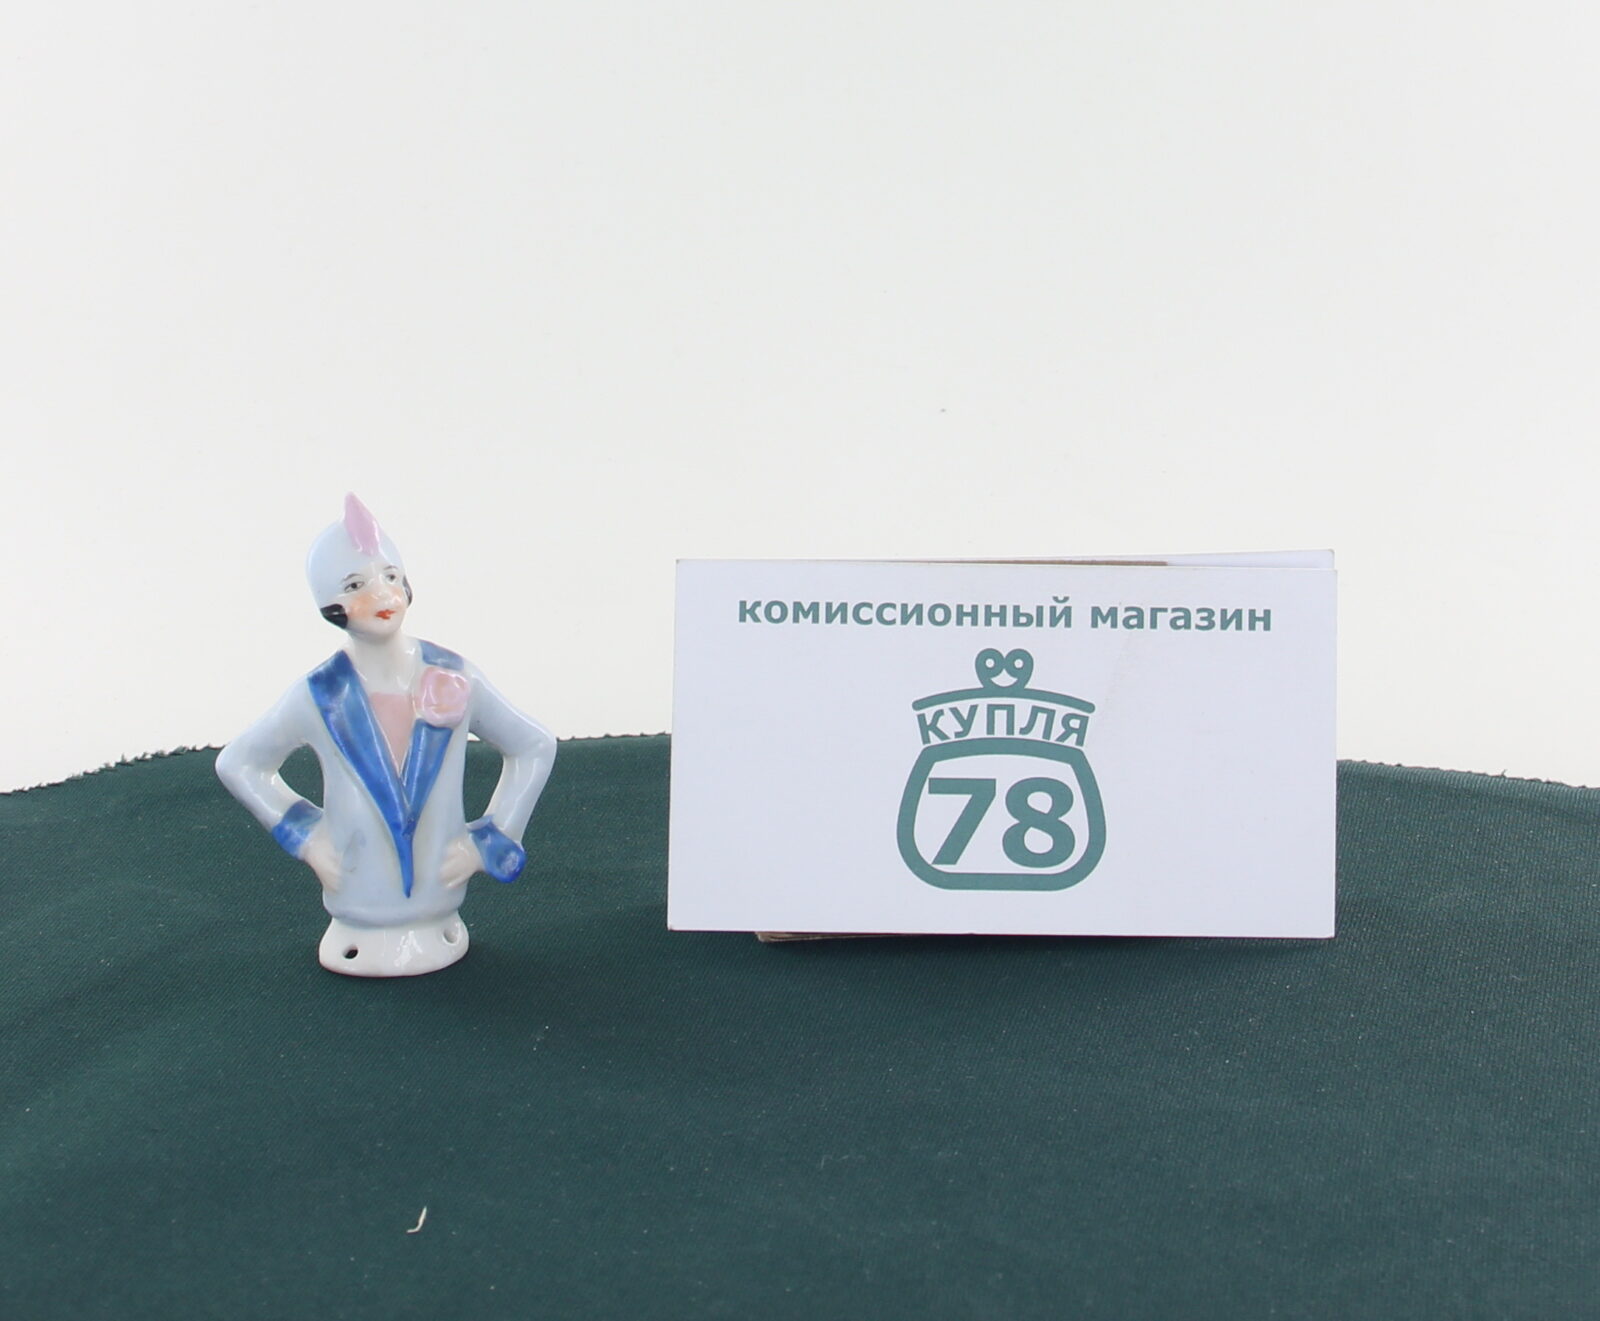 комиссионный магазин
КУПЛЯ
78